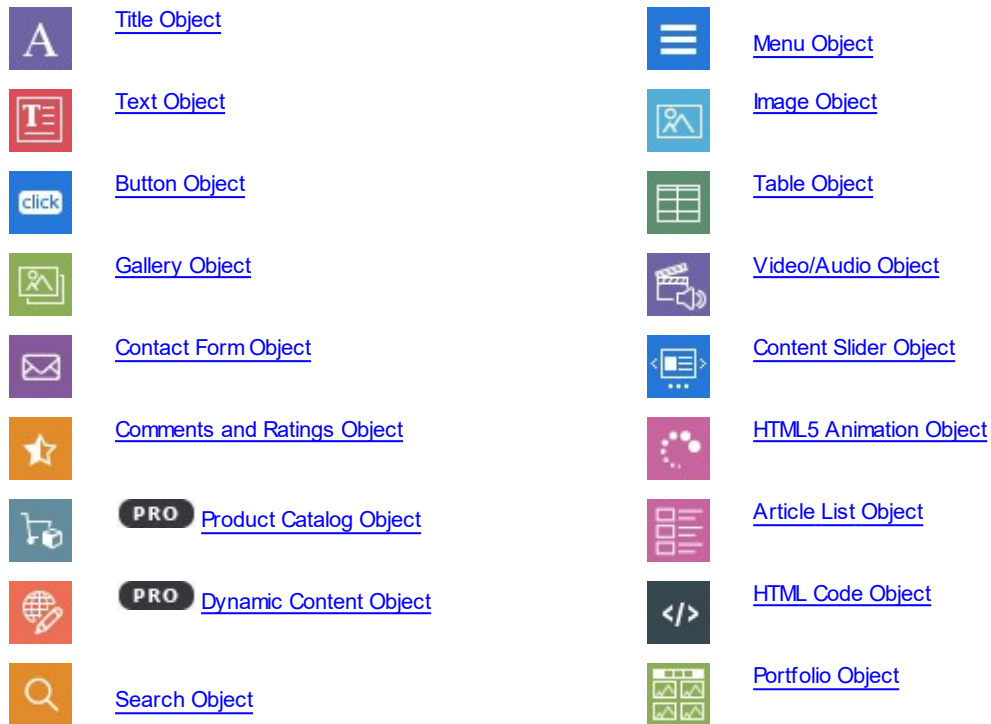 A
Title Object
Menu Object
T
Text Object
Image Object
click
Button Object
Table Object
Gallery Object
Video/Audio Object
Contact Form Object
Content Slider Object
Comments and Ratings Object
HTML5 Animation Object
PRO Product Catalog Object
Article List Object
PRO Dynamic Content Object
</>
HTML Code Object
Search Object
Portfolio Object